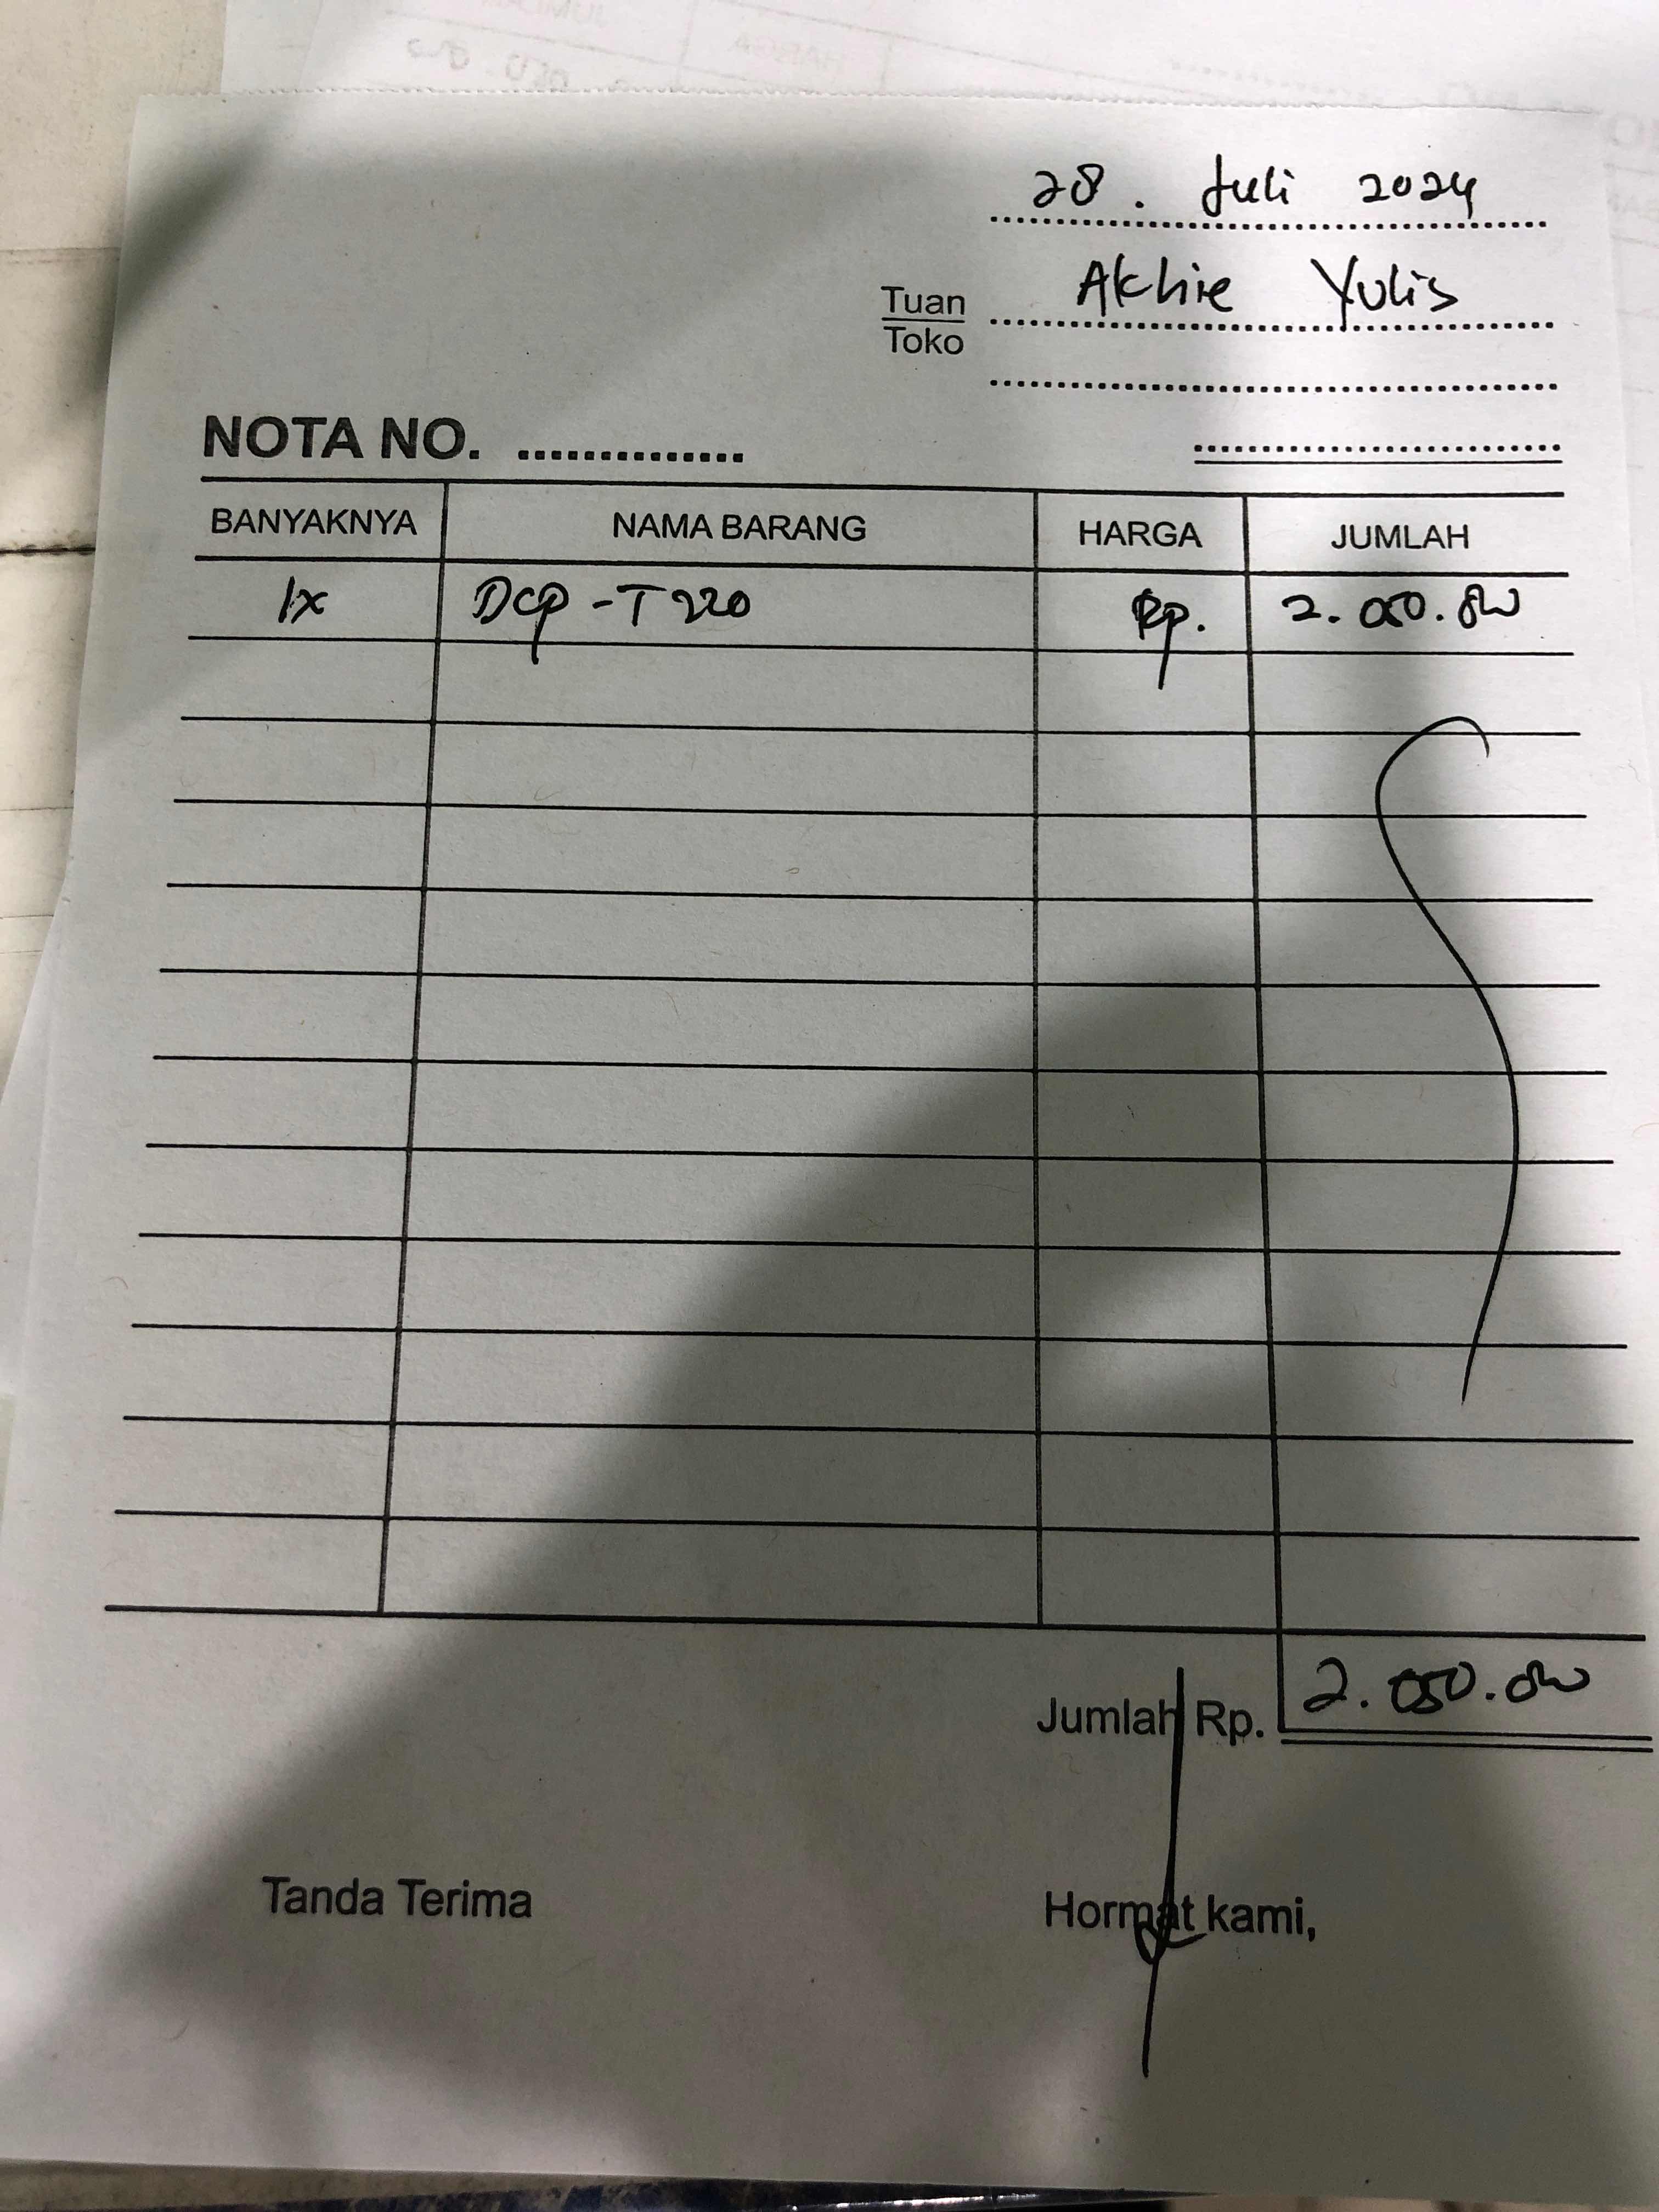 28. Juli 2024
Tuan Akhie Yulis
Toko
NOTA NO. ...............
BANYAKNYA NAMA BARANG HARGA JUMLAH
1x DCP-T220 Rp. 2.050.000
Jumlah Rp. 2.050.000
Tanda Terima Hormat kami,